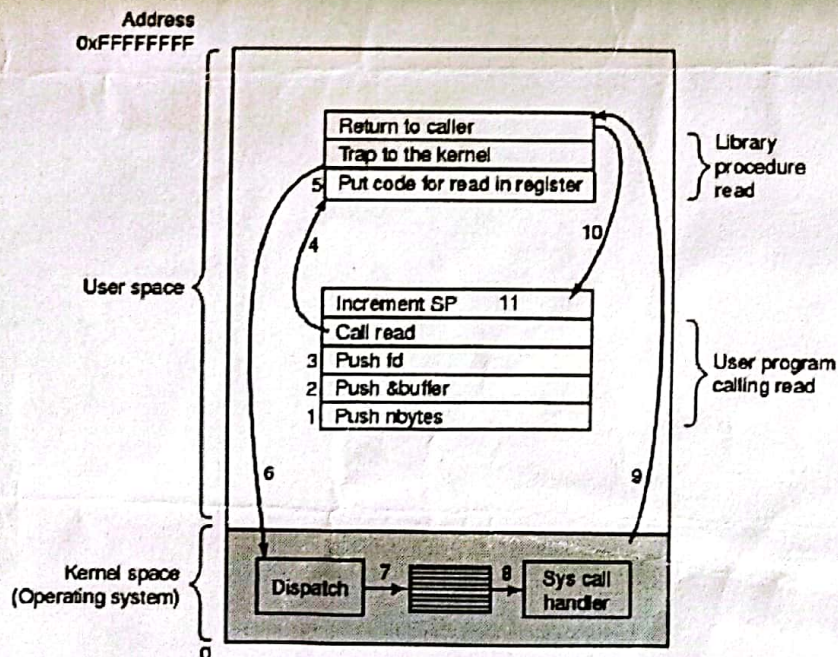 Address
0xFFFFFFFF
Return to caller
Trap to the kernel
5 Put code for read in register
Library
procedure
read
4
10
User space
Increment SP 11
Call read
3 Push fd
2 Push &buffer
1 Push nbytes
User program
calling read
6
9
Kernel space
(Operating system)
Dispatch
7
8
Sys call
handler
0